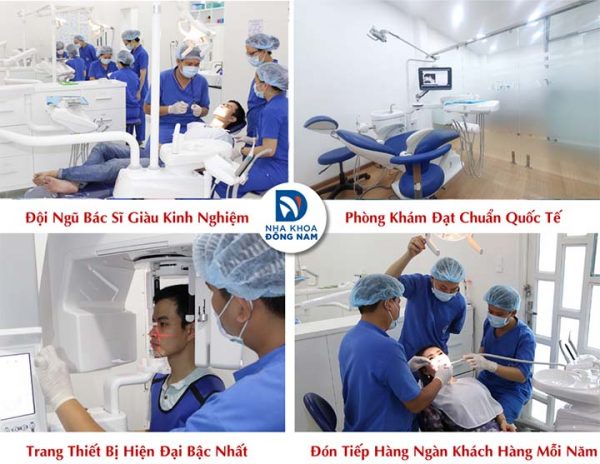 Đội Ngũ Bác Sĩ Giàu Kinh Nghiệm
Phòng Khám Đạt Chuẩn Quốc Tế
NHA KHOA
ĐÔNG NAM
Trang Thiết Bị Hiện Đại Bậc Nhất
Đón Tiếp Hàng Ngàn Khách Hàng Mỗi Năm